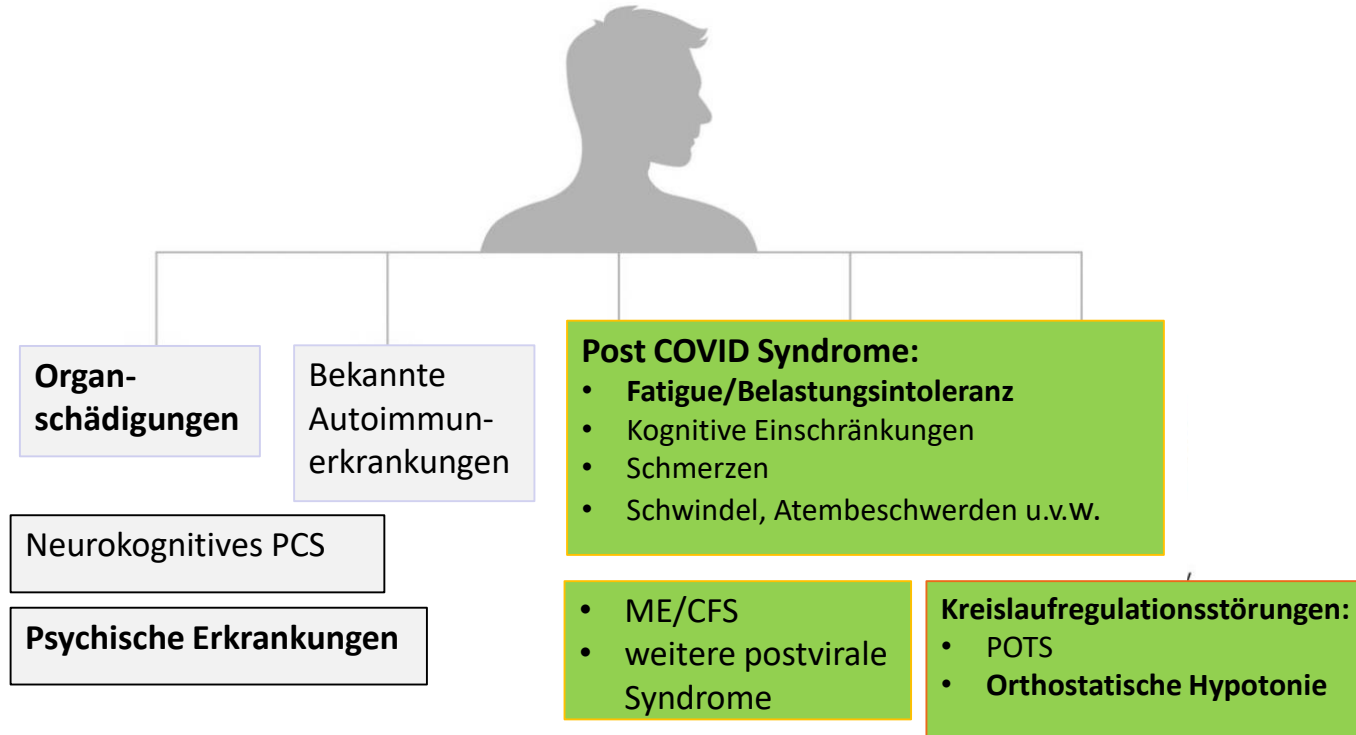 Organ-
schädigungen
Bekannte
Autoimmun-
erkrankungen
Post COVID Syndrome:
• Fatigue/Belastungsintoleranz
• Kognitive Einschränkungen
• Schmerzen
• Schwindel, Atembeschwerden u.v.w.
Neurokognitives PCS
Psychische Erkrankungen
• ME/CFS
• weitere postvirale
Syndrome
Kreislaufregulationsstörungen:
• POTS
• Orthostatische Hypotonie